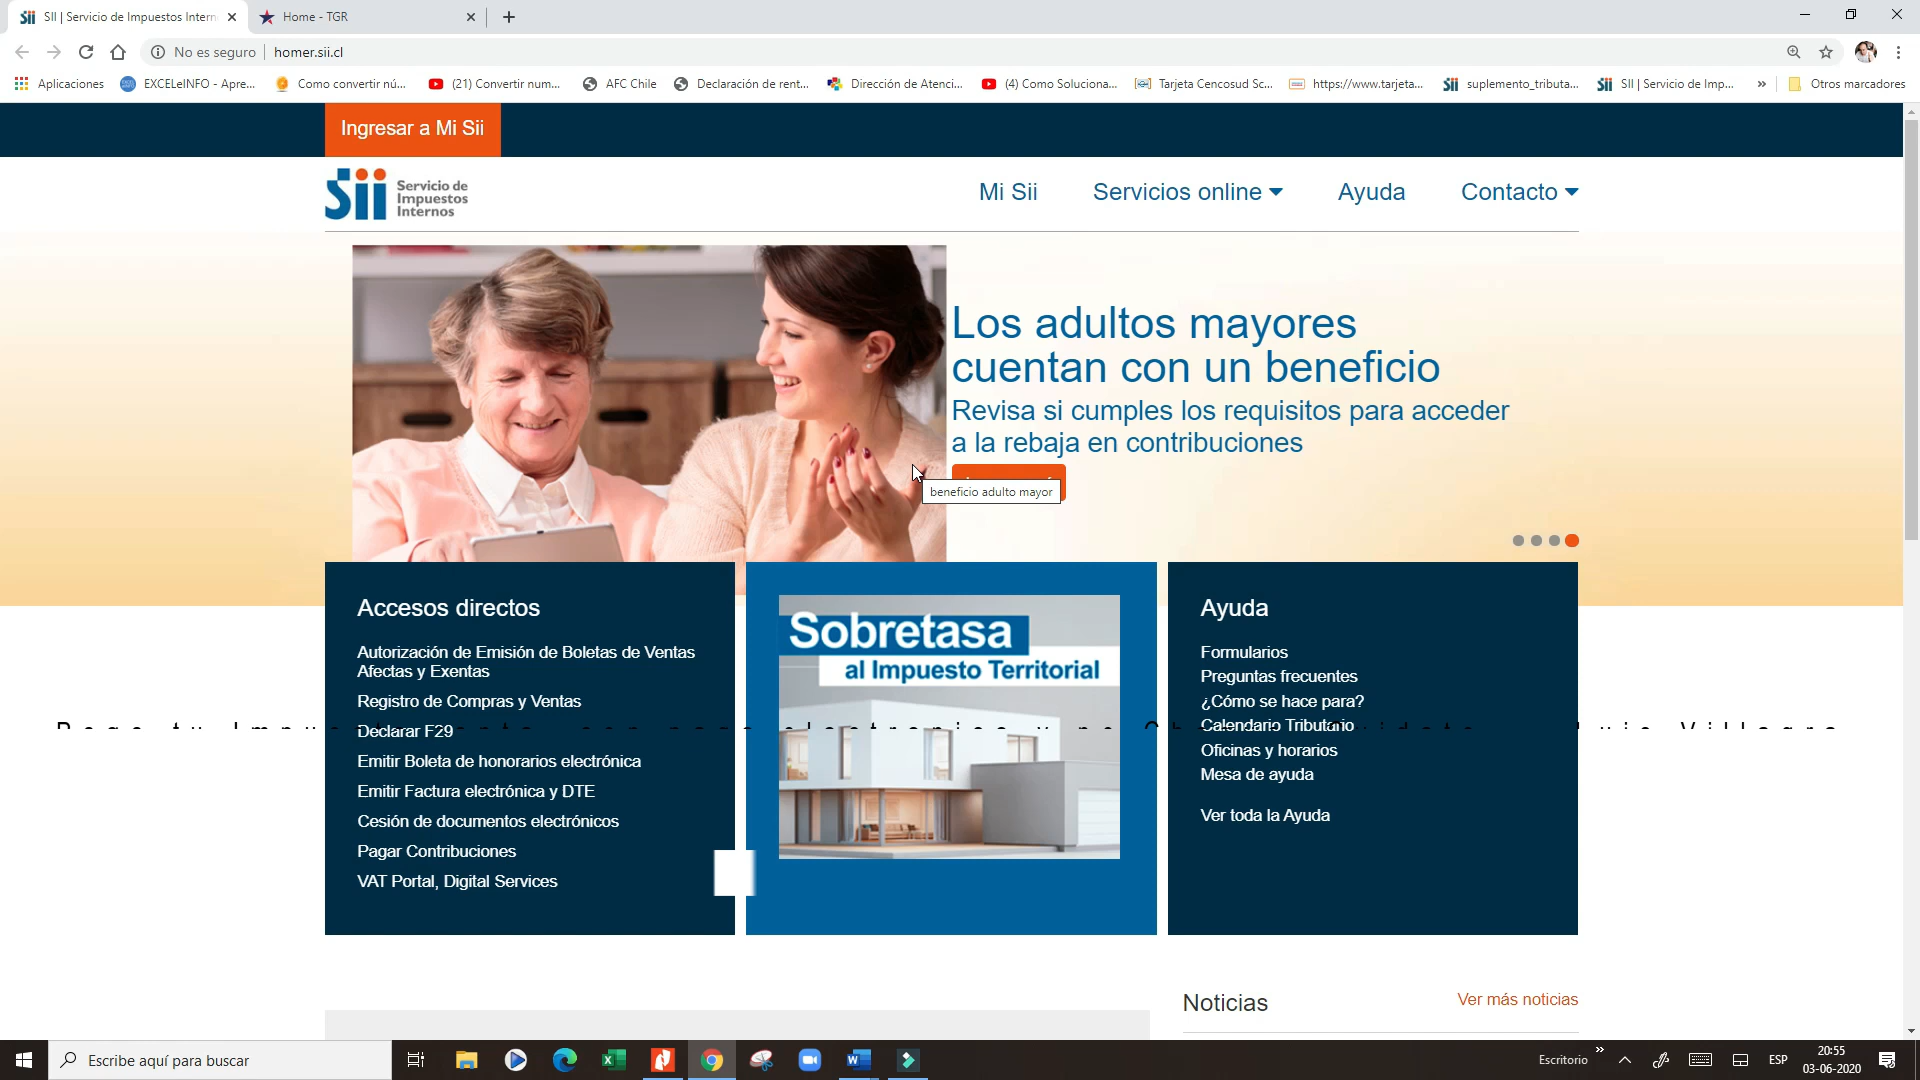 SII | Servicio de Impuestos Intern
Home - TGR
No es seguro
homer.sii.cl
Aplicaciones
EXCELeINFO - Apre...
Como convertir nú...
(21) Convertir num...
AFC Chile
Declaración de rent...
Dirección de Atenci...
(4) Como Soluciona...
Tarjeta Cencosud Sc...
https://www.tarjeta...
suplemento_tributa...
SII | Servicio de Imp...
»
Otros marcadores
Ingresar a Mi Sii
Sii
Servicio de
Impuestos
Internos
Mi Sii
Servicios online
Ayuda
Contacto
Los adultos mayores
cuentan con un beneficio
Revisa si cumples los requisitos para acceder
a la rebaja en contribuciones
beneficio adulto mayor
Accesos directos
Autorización de Emisión de Boletas de Ventas
Afectas y Exentas
Registro de Compras y Ventas
Declarar F29
Emitir Boleta de honorarios electrónica
Emitir Factura electrónica y DTE
Cesión de documentos electrónicos
Pagar Contribuciones
VAT Portal, Digital Services
Sobretasa
al Impuesto Territorial
Ayuda
Formularios
Preguntas frecuentes
¿Cómo se hace para?
Calendario Tributario
Oficinas y horarios
Mesa de ayuda
Ver toda la Ayuda
Noticias
Ver más noticias
Escribe aquí para buscar
Escritorio
»
ESP
20:55
03-06-2020